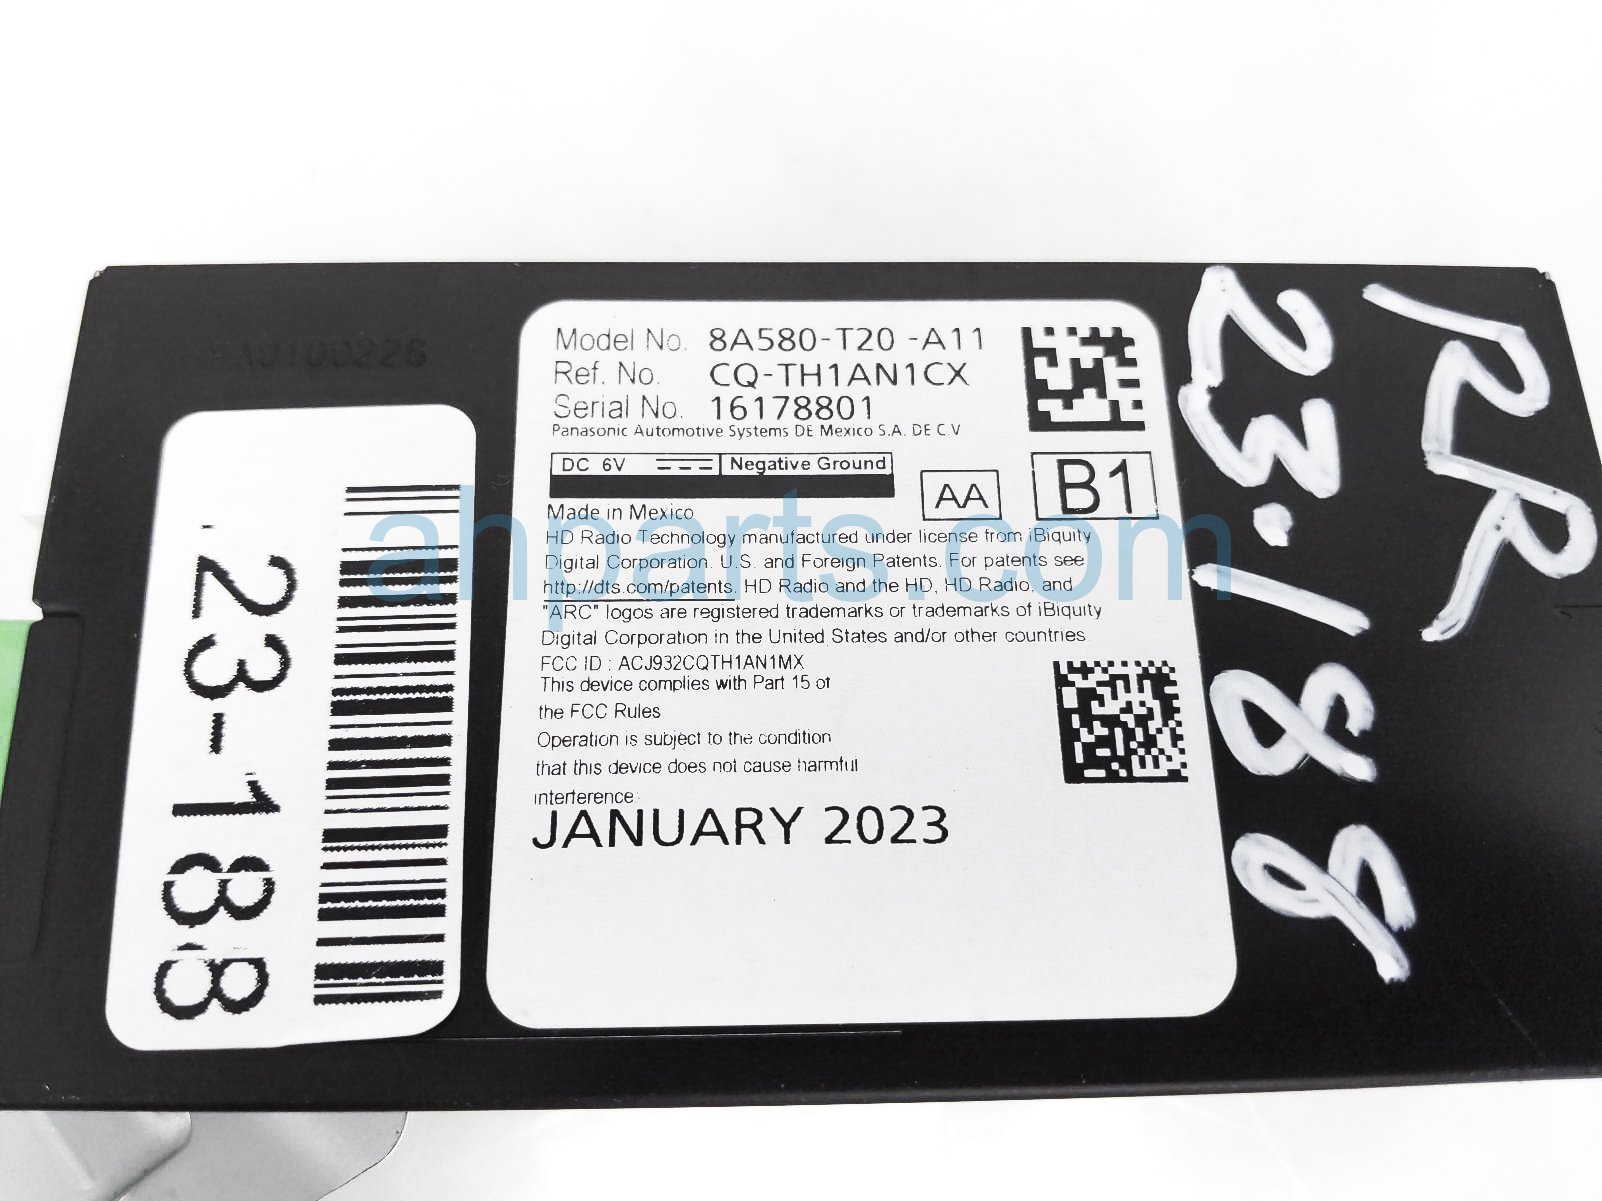 Model No. 8A580-T20 -A11
Ref. No. CQ-TH1AN1CX
Serial No. 16178801
Panasonic Automotive Systems DE Mexico S.A. DE C.V
DC 6V Negative Ground
AA
B1
Made in Mexico
HD Radio Technology manufactured under license from iBiquity
Digital Corporation. U.S. and Foreign Patents. For patents see
http://dts.com/patents. HD Radio and the HD, HD Radio, and
"ARC" logos are registered trademarks or trademarks of iBiquity
Digital Corporation in the United States and/or other countries
FCC ID : ACJ932CQTH1AN1MX
This device complies with Part 15 of
the FCC Rules
Operation is subject to the condition
that this device does not cause harmful
interference.
JANUARY 2023
23-188
RR
23.188
ahparts.com